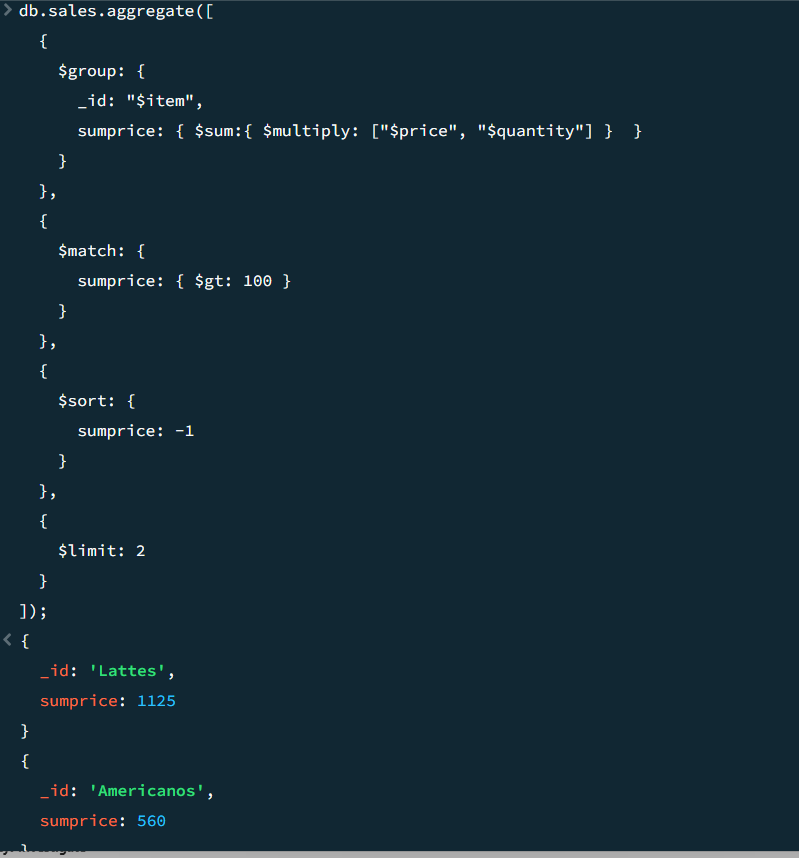 > db.sales.aggregate([
{
$group: {
_id: "$item",
sumprice: { $sum:{ $multiply: ["$price", "$quantity"] }  }
}
},
{
$match: {
sumprice: { $gt: 100 }
}
},
{
$sort: {
sumprice: -1
}
},
{
$limit: 2
}
]);
< {
_id: 'Lattes',
sumprice: 1125
}
{
_id: 'Americanos',
sumprice: 560
}